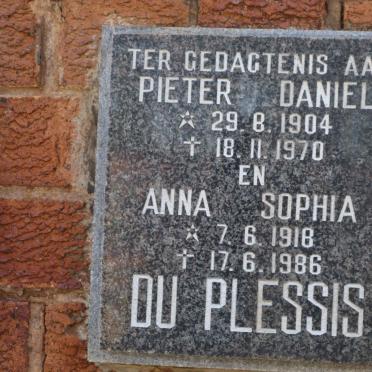 TER GEDAGTENIS AA
PIETER DANIEL
☆ 29.8.1904
† 18.11.1970
EN
ANNA SOPHIA
☆ 7.6.1918
† 17.6.1986
DU PLESSIS